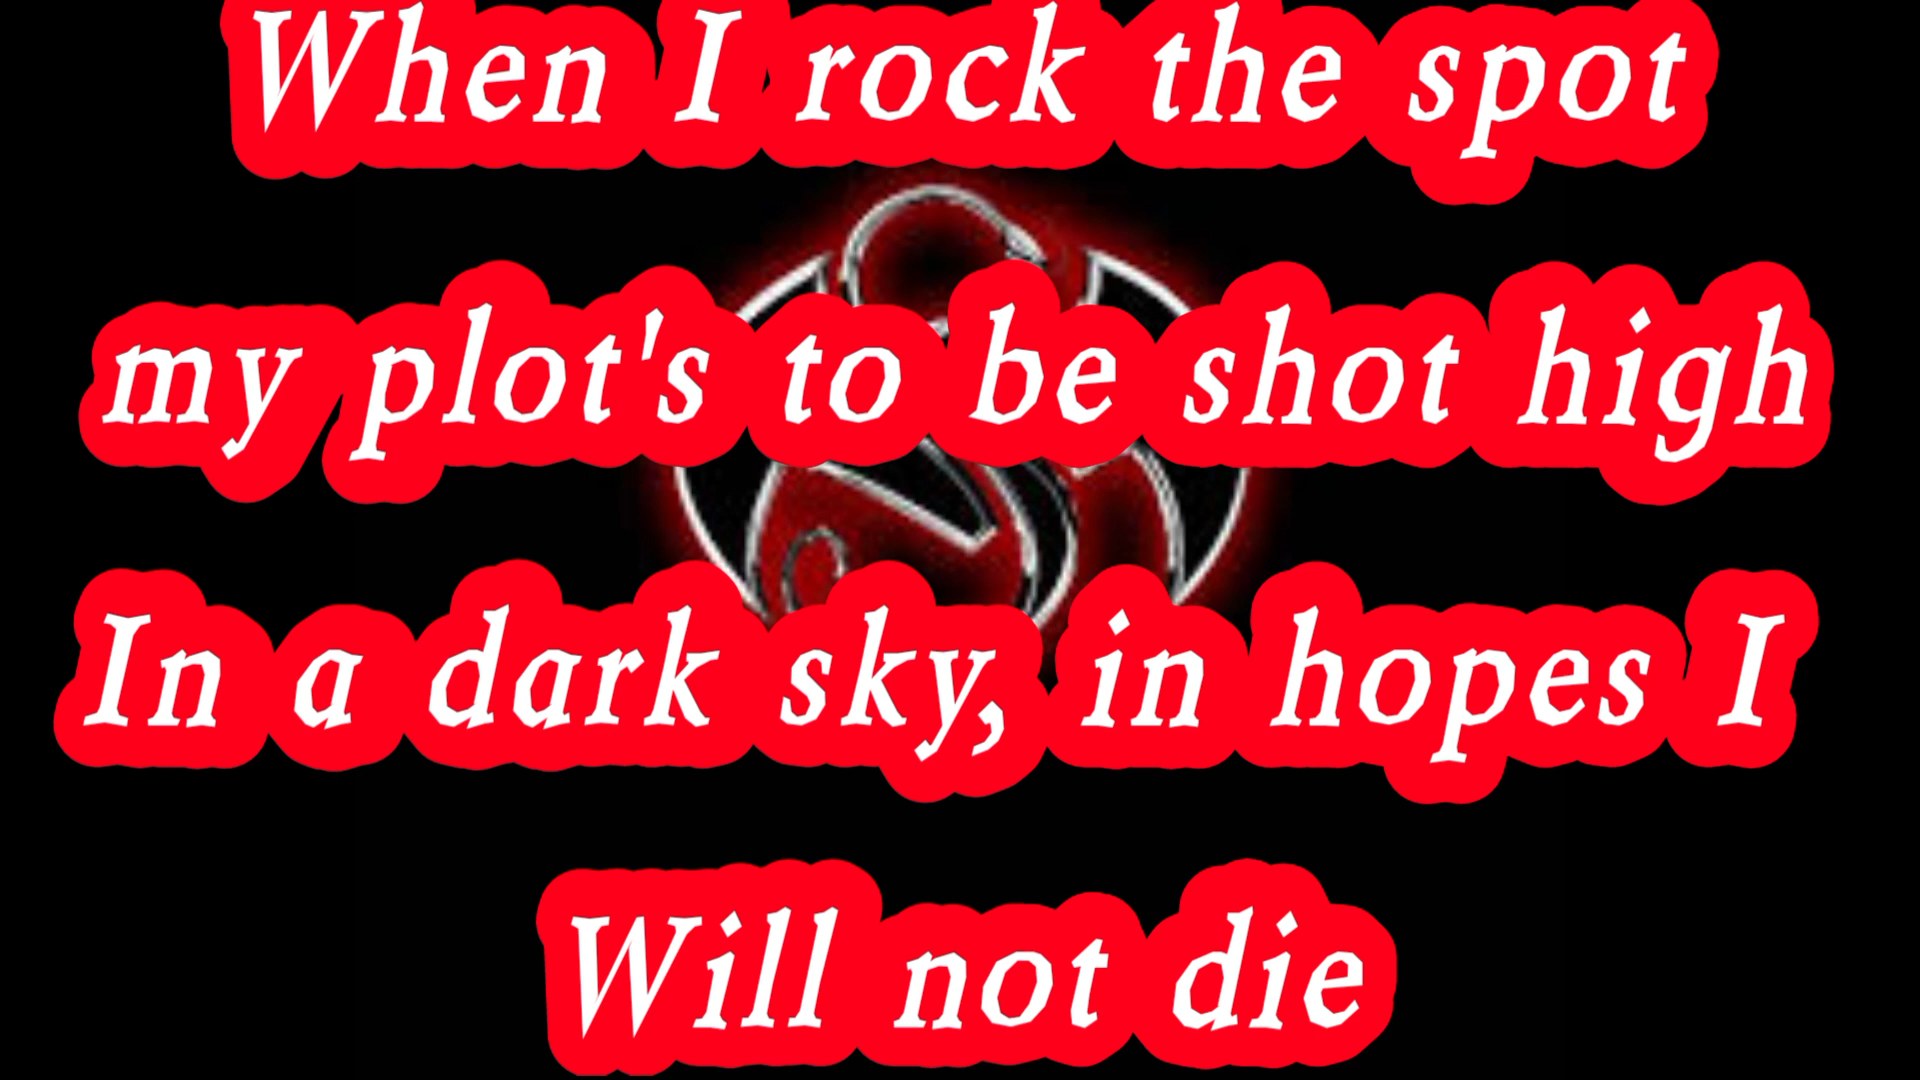 When I rock the spot
my plot's to be shot high
In a dark sky, in hopes I
Will not die